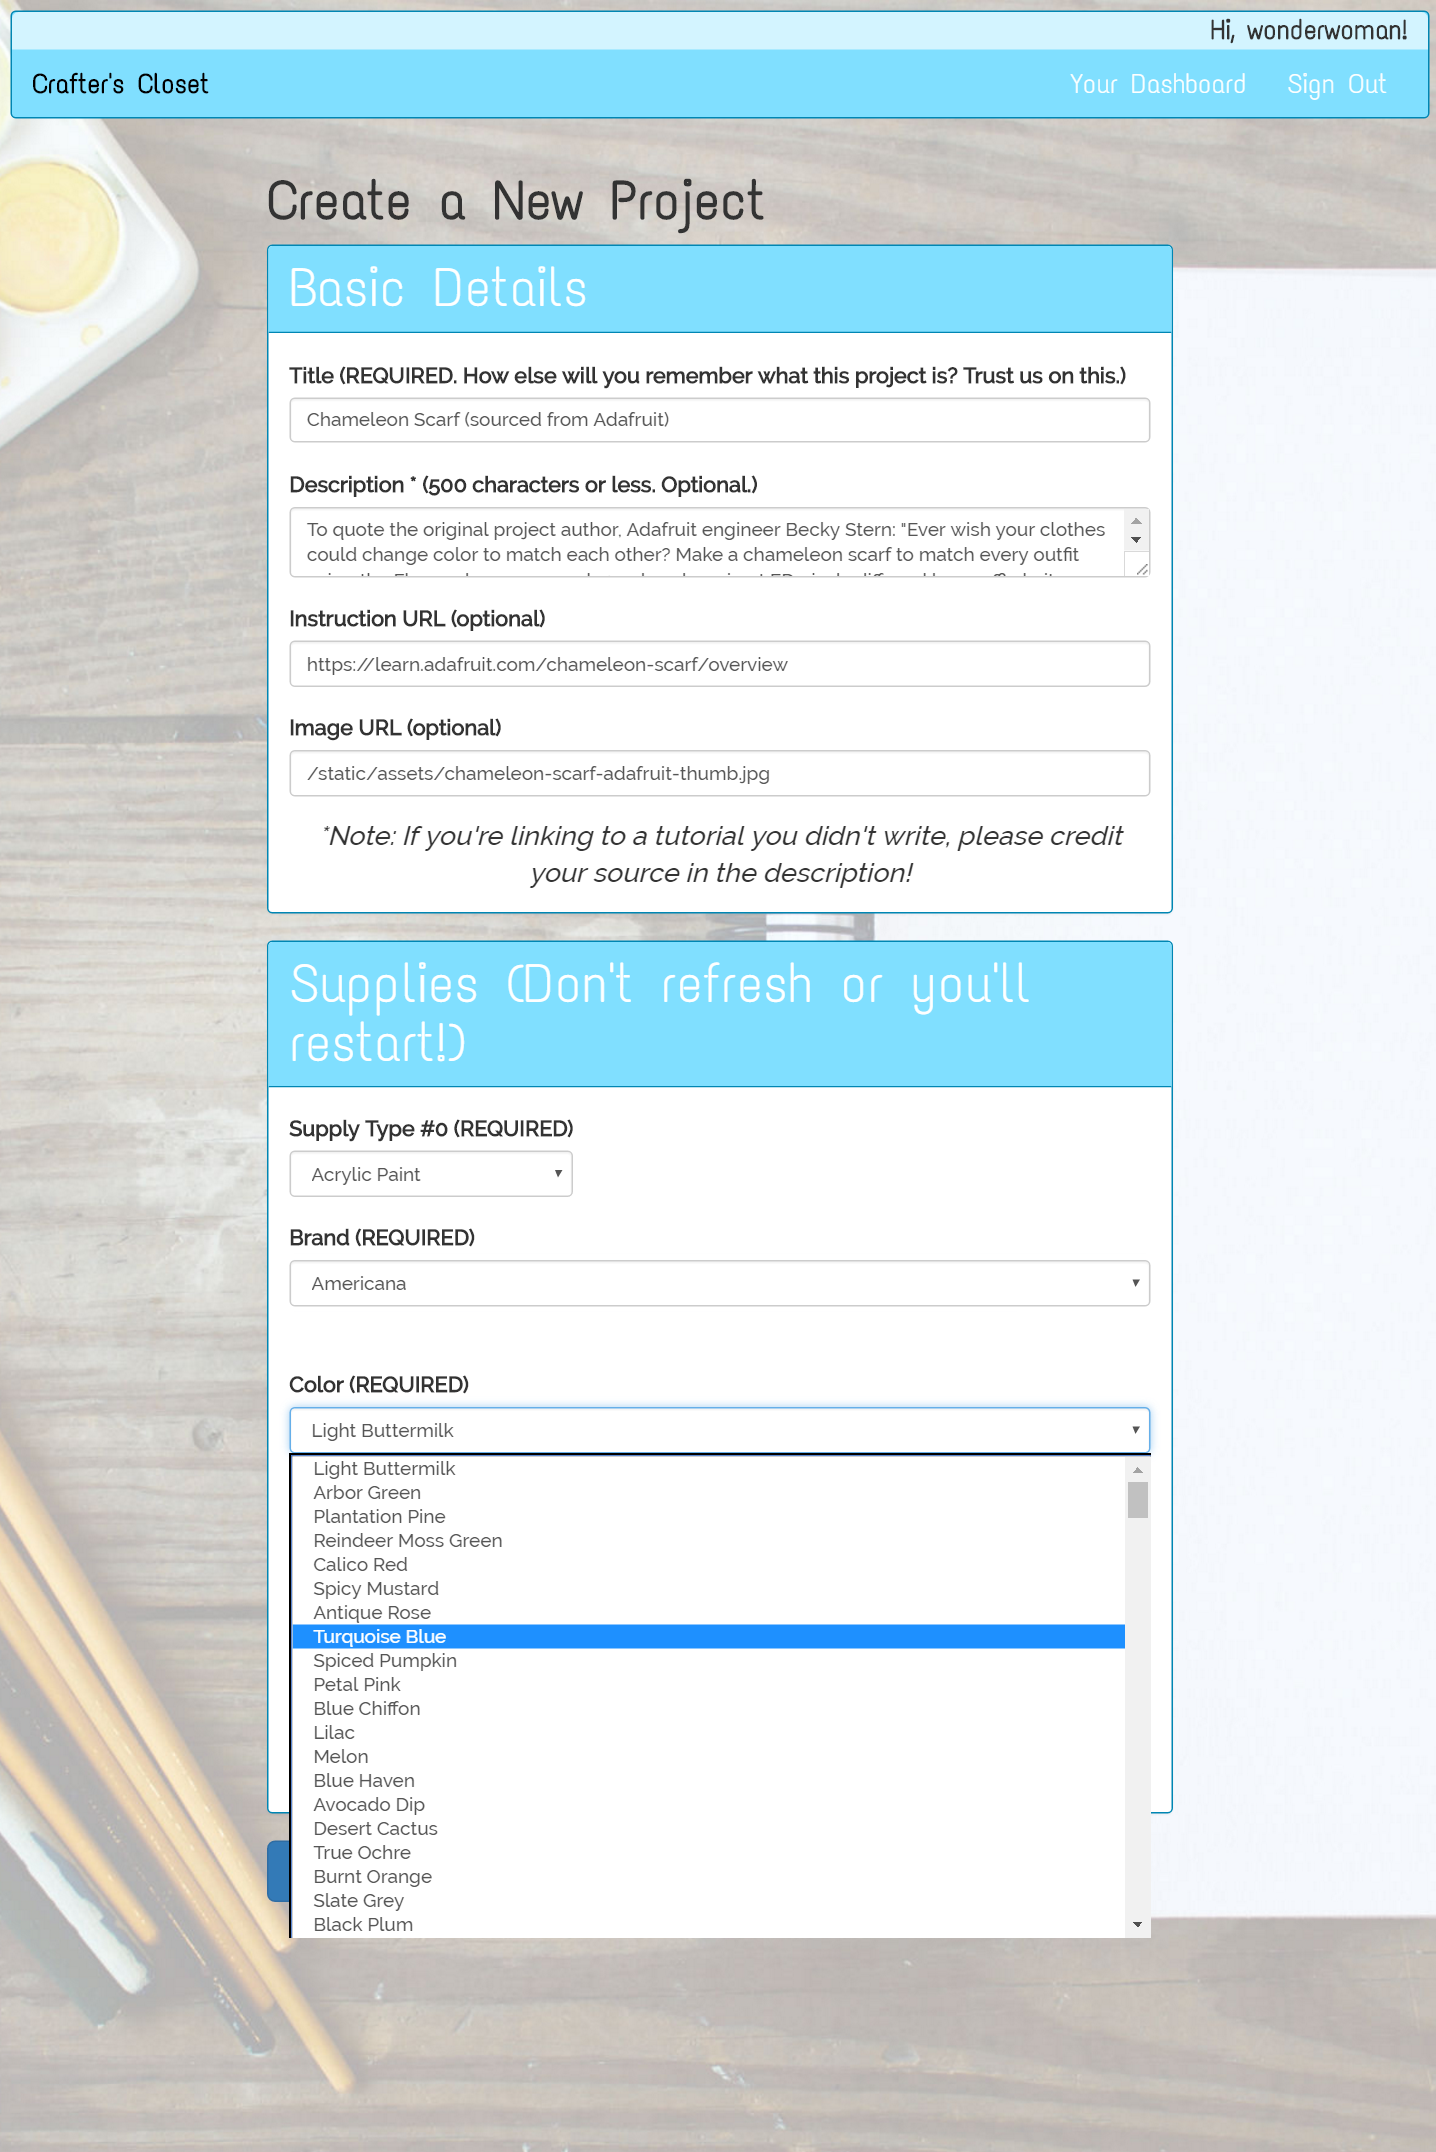 Hi, wonderwoman!
Crafter's Closet
Your Dashboard
Sign Out
Create a New Project
Basic Details
Title (REQUIRED. How else will you remember what this project is? Trust us on this.)
Chameleon Scarf (sourced from Adafruit)
Description * (500 characters or less. Optional.)
To quote the original project author, Adafruit engineer Becky Stern: "Ever wish your clothes
could change color to match each other? Make a chameleon scarf to match every outfit
Instruction URL (optional)
https://learn.adafruit.com/chameleon-scarf/overview
Image URL (optional)
/static/assets/chameleon-scarf-adafruit-thumb.jpg
*Note: If you're linking to a tutorial you didn't write, please credit
your source in the description!
Supplies (Don't refresh or you'll
restart!)
Supply Type #0 (REQUIRED)
Acrylic Paint
Brand (REQUIRED)
Americana
Color (REQUIRED)
Light Buttermilk
Light Buttermilk
Arbor Green
Plantation Pine
Reindeer Moss Green
Calico Red
Spicy Mustard
Antique Rose
Turquoise Blue
Spiced Pumpkin
Petal Pink
Blue Chiffon
Lilac
Melon
Blue Haven
Avocado Dip
Desert Cactus
True Ochre
Burnt Orange
Slate Grey
Black Plum